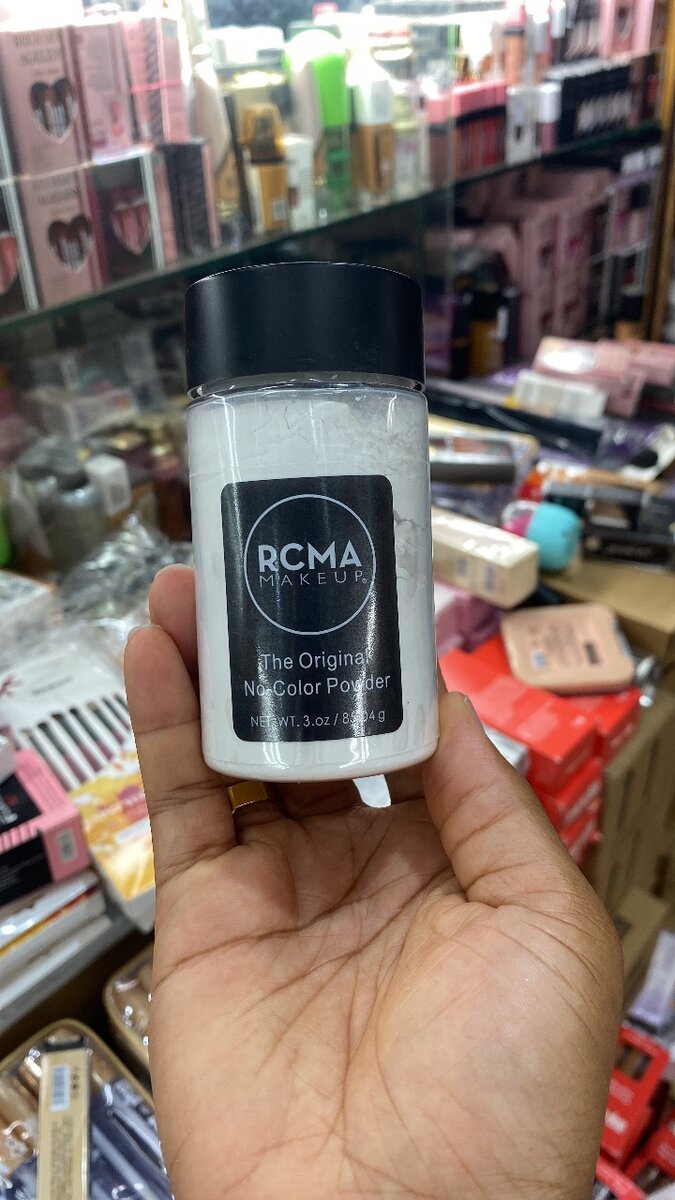 RCMA
MAKEUP®
The Original
No-Color Powder
NET WT. 3.oz / 85.04 g